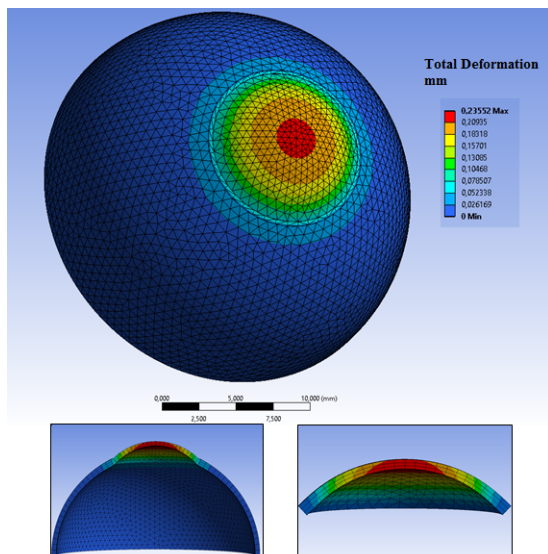 Total Deformation
mm
0,23552 Max
0,20935
0,18318
0,15701
0,13085
0,10468
0,078507
0,052338
0,026169
0 Min
0,000 5,000 10,000 (mm)
2,500 7,500